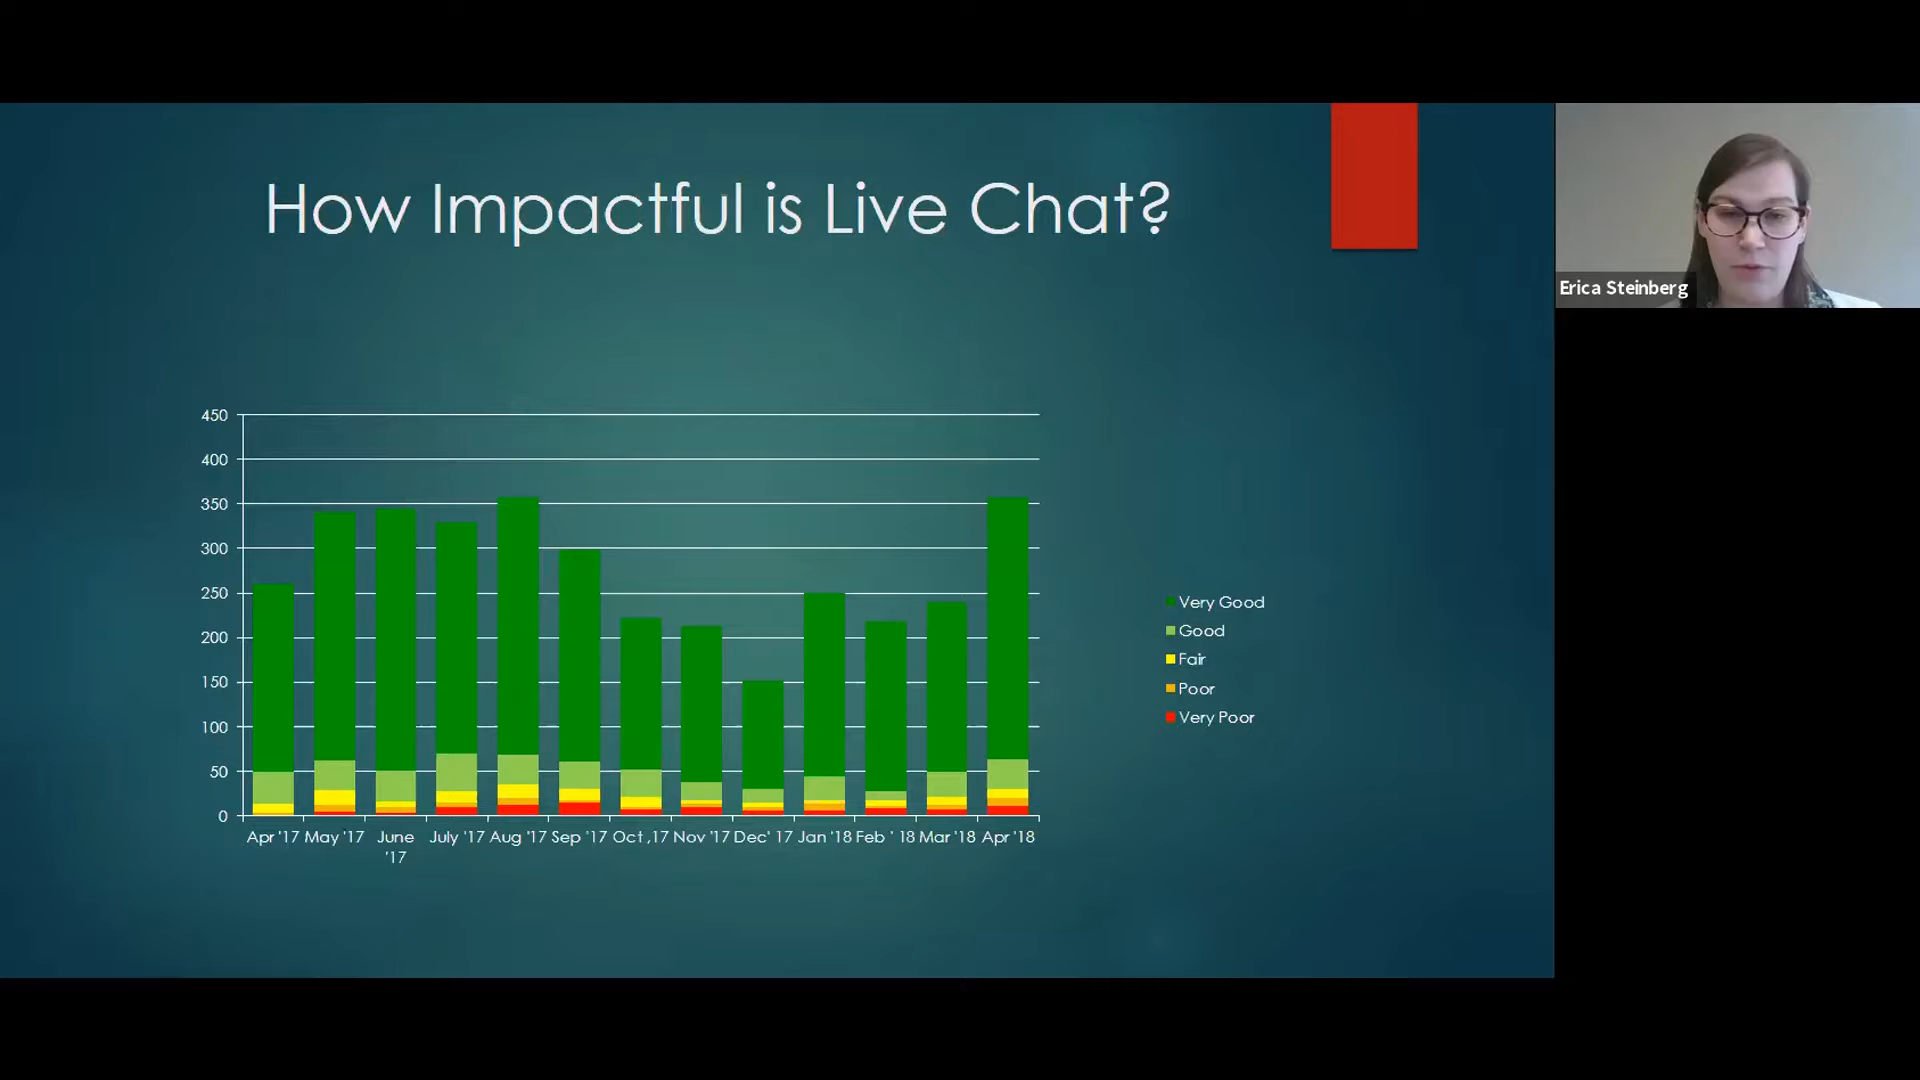 How Impactful is Live Chat?
Erica Steinberg
450
400
350
300
250
200
150
100
50
0
Apr '17 May '17 June '17 July '17 Aug '17 Sep '17 Oct ,17 Nov '17 Dec' 17 Jan '18 Feb ' 18 Mar '18 Apr '18
Very Good
Good
Fair
Poor
Very Poor